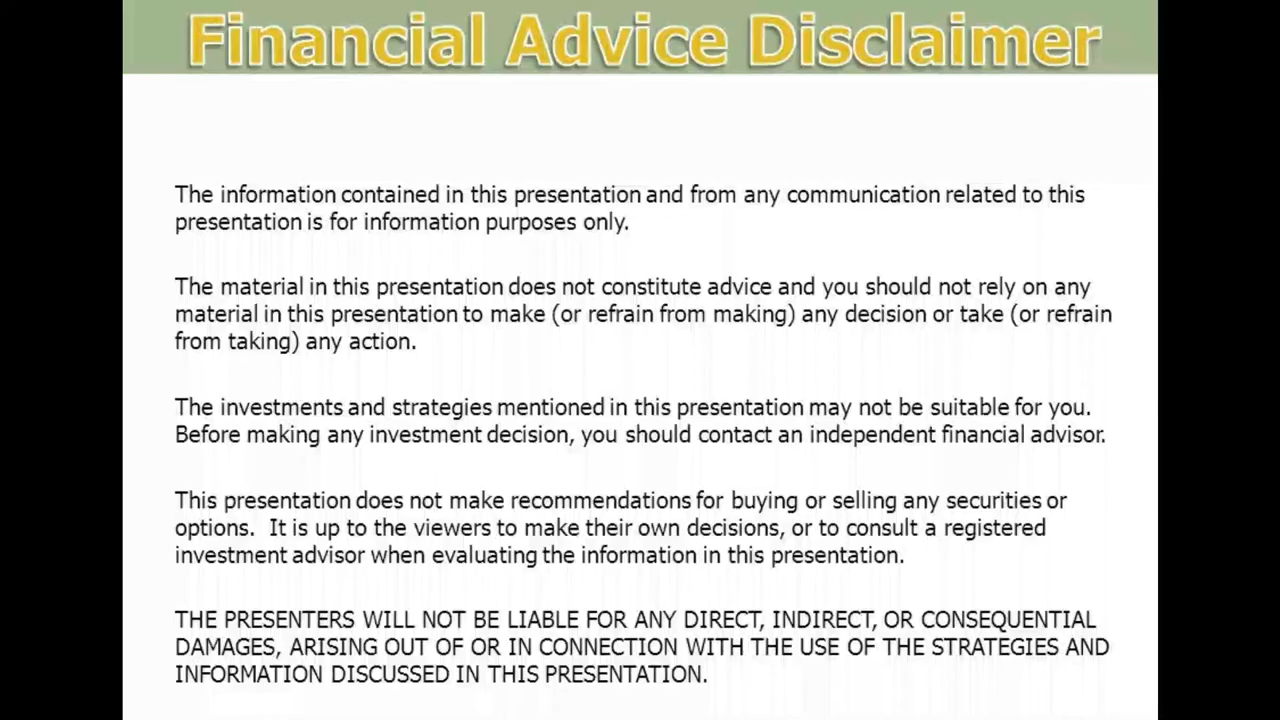 Financial Advice Disclaimer
The information contained in this presentation and from any communication related to this
presentation is for information purposes only.
The material in this presentation does not constitute advice and you should not rely on any
material in this presentation to make (or refrain from making) any decision or take (or refrain
from taking) any action.
The investments and strategies mentioned in this presentation may not be suitable for you.
Before making any investment decision, you should contact an independent financial advisor.
This presentation does not make recommendations for buying or selling any securities or
options.  It is up to the viewers to make their own decisions, or to consult a registered
investment advisor when evaluating the information in this presentation.
THE PRESENTERS WILL NOT BE LIABLE FOR ANY DIRECT, INDIRECT, OR CONSEQUENTIAL
DAMAGES, ARISING OUT OF OR IN CONNECTION WITH THE USE OF THE STRATEGIES AND
INFORMATION DISCUSSED IN THIS PRESENTATION.